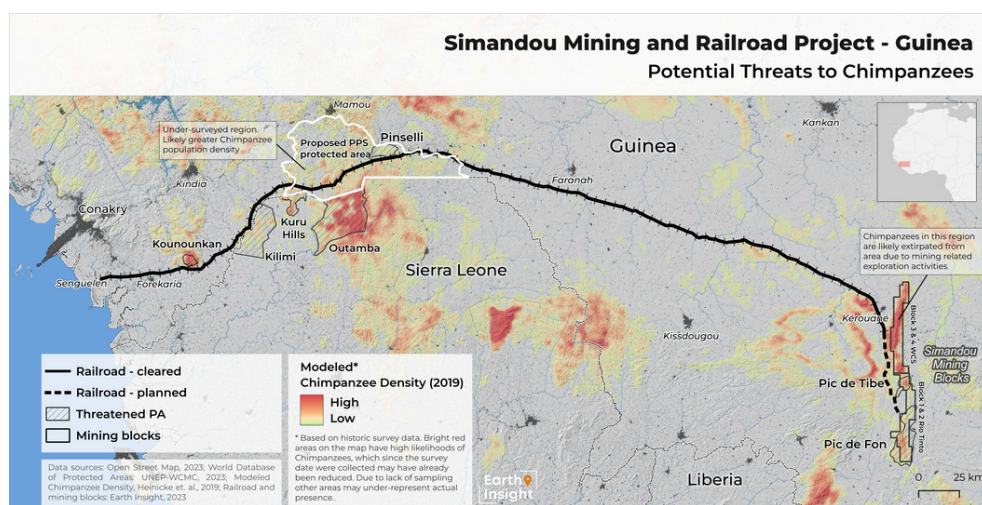 Simandou Mining and Railroad Project - Guinea
Potential Threats to Chimpanzees
Mamou
Under-surveyed region.
Likely greater Chimpanzee
population density
Proposed PPS
protected area
Pinselli
Guinea
Kankan
Kindia
Faranah
Conakry
Kuru
Hills
Kounounkan
Kilimi
Outamba
Chimpanzees in this region
are likely extirpated from
area due to mining related
exploration activities
Senguelen
Forekaria
Sierra Leone
Kérouané
Kissdougou
Block 3 & 4 WCS
Simandou
Mining
Blocks
Pic de Tibe
Block 1 & 2 Rio Tinto
Pic de Fon
Liberia
Railroad - cleared
Railroad - planned
Threatened PA
Mining blocks
Data sources: Open Street Map, 2023; World Database
of Protected Areas: UNEP-WCMC, 2023; Modeled
Chimpanzee Density, Heinicke et. al., 2019; Railroad and
mining blocks: Earth Insight, 2023
Modeled*
Chimpanzee Density (2019)
High
Low
* Based on historic survey data. Bright red
areas on the map have high likelihoods of
Chimpanzees, which since the survey
date were collected may have already
been reduced. Due to lack of sampling
other areas may under-represent actual
presence.
Earth
Insight
0 25 km